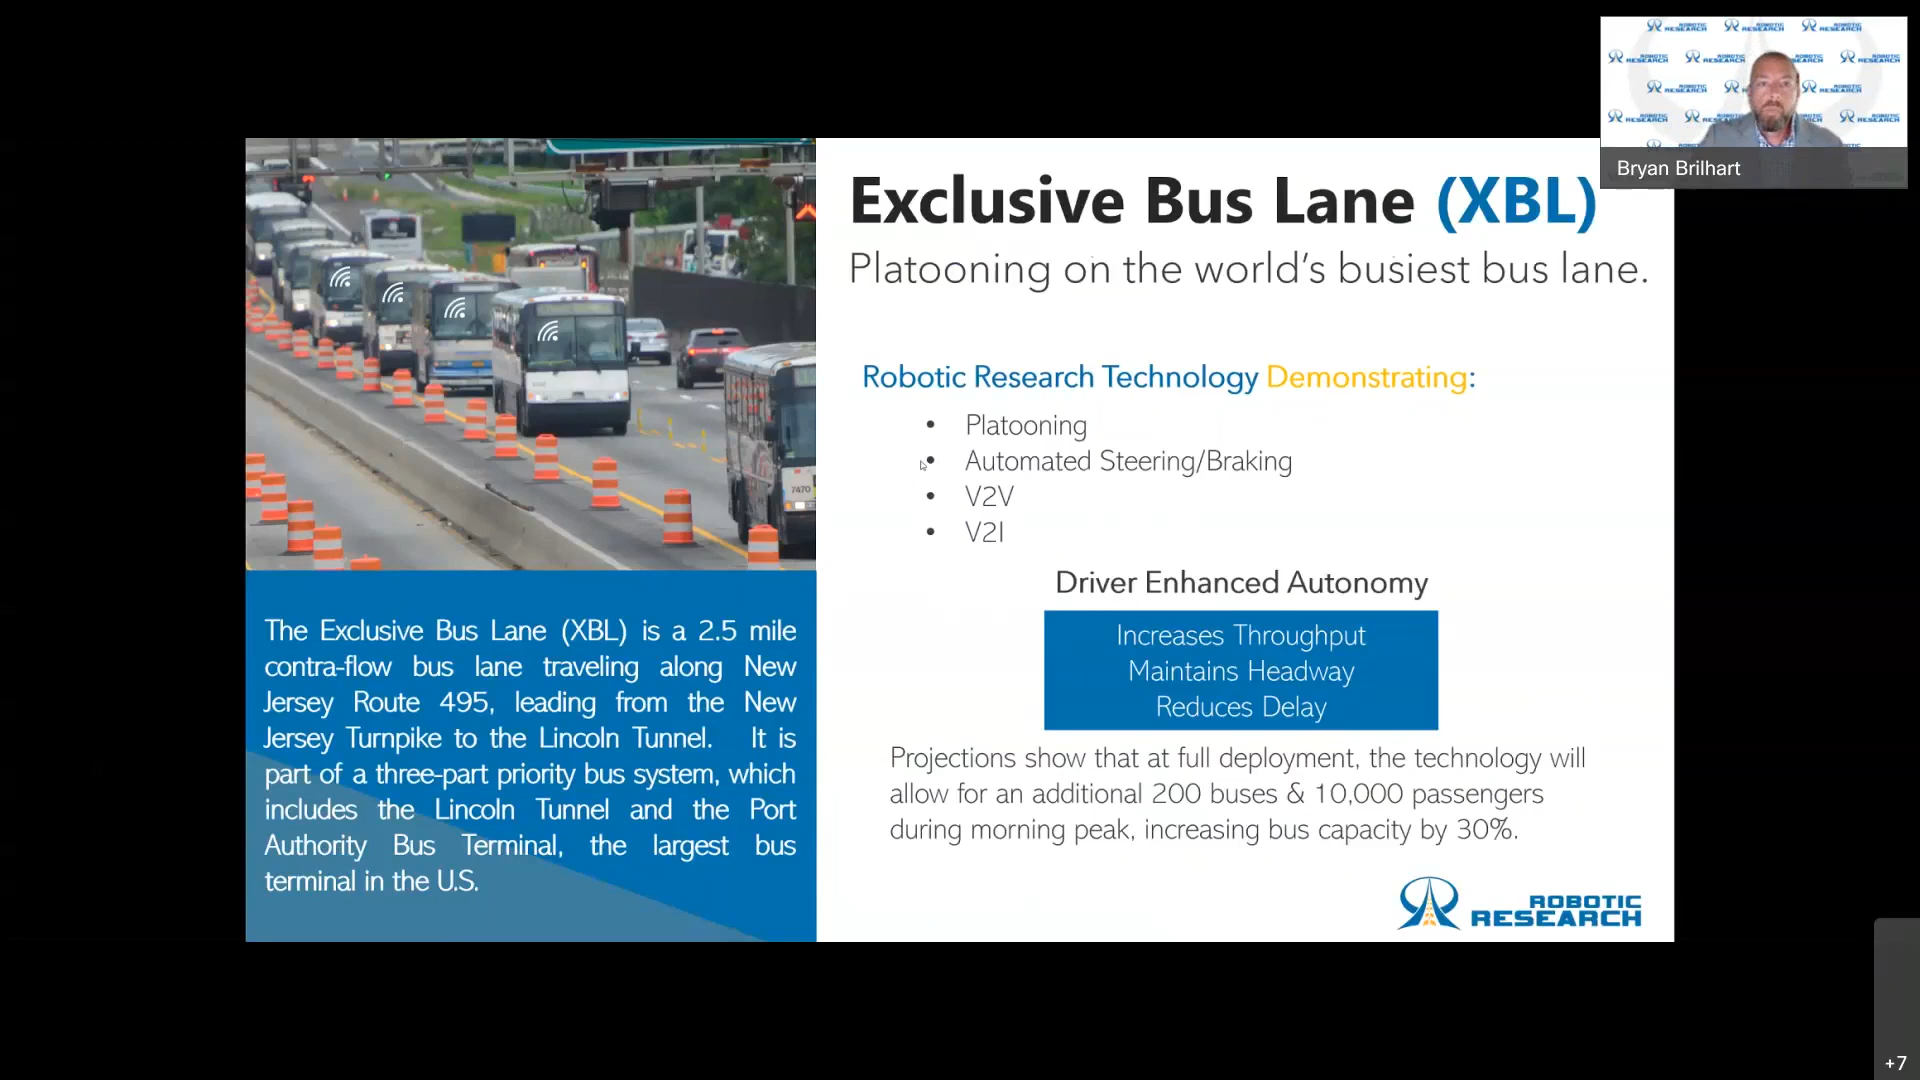 ROBOTIC RESEARCH
Bryan Brilhart
Exclusive Bus Lane (XBL)
Platooning on the world's busiest bus lane.
Robotic Research Technology Demonstrating:
• Platooning
• Automated Steering/Braking
• V2V
• V2I
Driver Enhanced Autonomy
Increases Throughput
Maintains Headway
Reduces Delay
Projections show that at full deployment, the technology will
allow for an additional 200 buses & 10,000 passengers
during morning peak, increasing bus capacity by 30%.
7470
The Exclusive Bus Lane (XBL) is a 2.5 mile
contra-flow bus lane traveling along New
Jersey Route 495, leading from the New
Jersey Turnpike to the Lincoln Tunnel. It is
part of a three-part priority bus system, which
includes the Lincoln Tunnel and the Port
Authority Bus Terminal, the largest bus
terminal in the U.S.
ROBOTIC
RESEARCH
+7